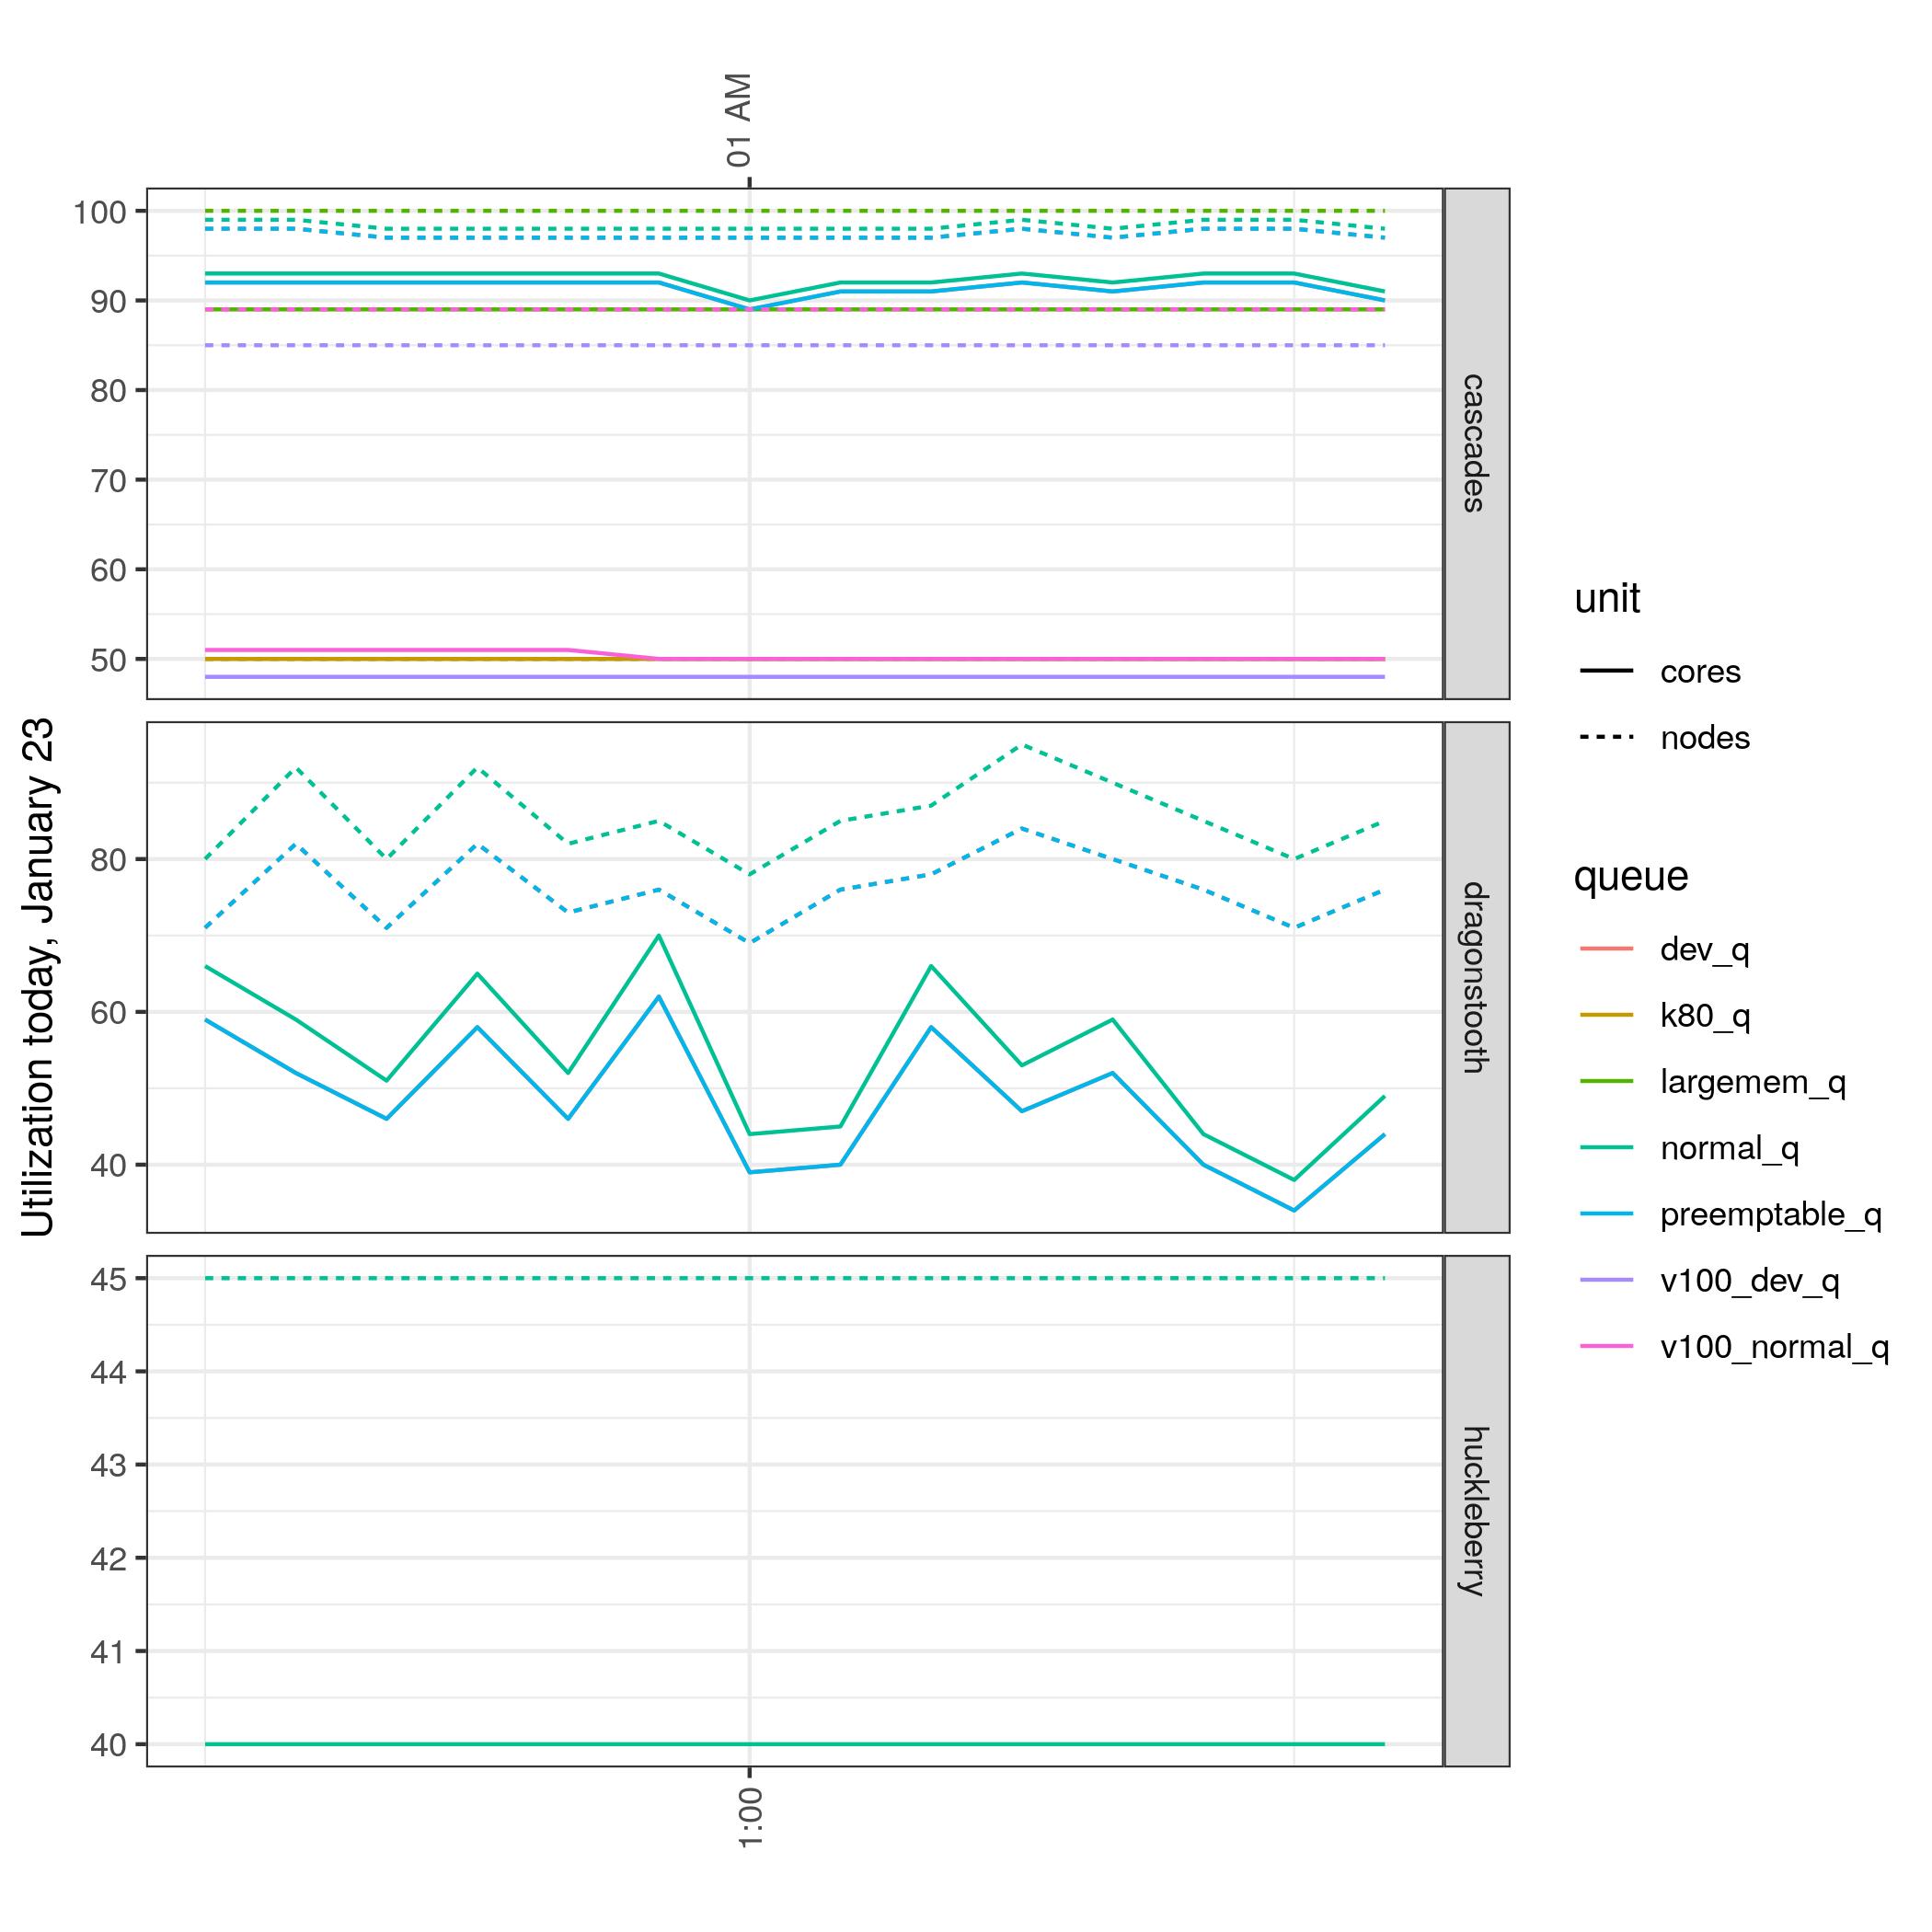 01 AM
Utilization today, January 23
100
90
80
70
60
50
cascades
80
60
40
dragonstooth
45
44
43
42
41
40
huckleberry
1:00
unit
cores
nodes
queue
dev_q
k80_q
largemem_q
normal_q
preemptable_q
v100_dev_q
v100_normal_q